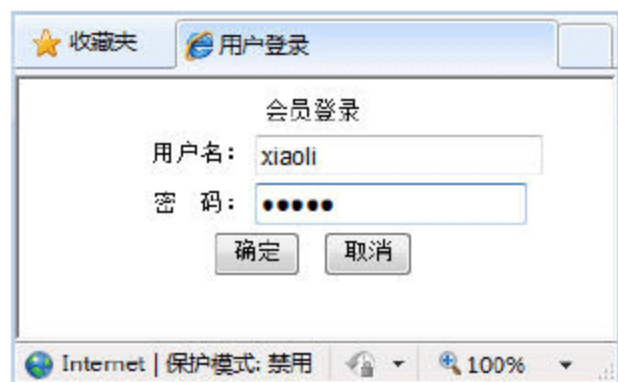 收藏夹 用户登录
会员登录
用户名： xiaoli
密 码： •••••
确定 取消
Internet | 保护模式: 禁用 100%